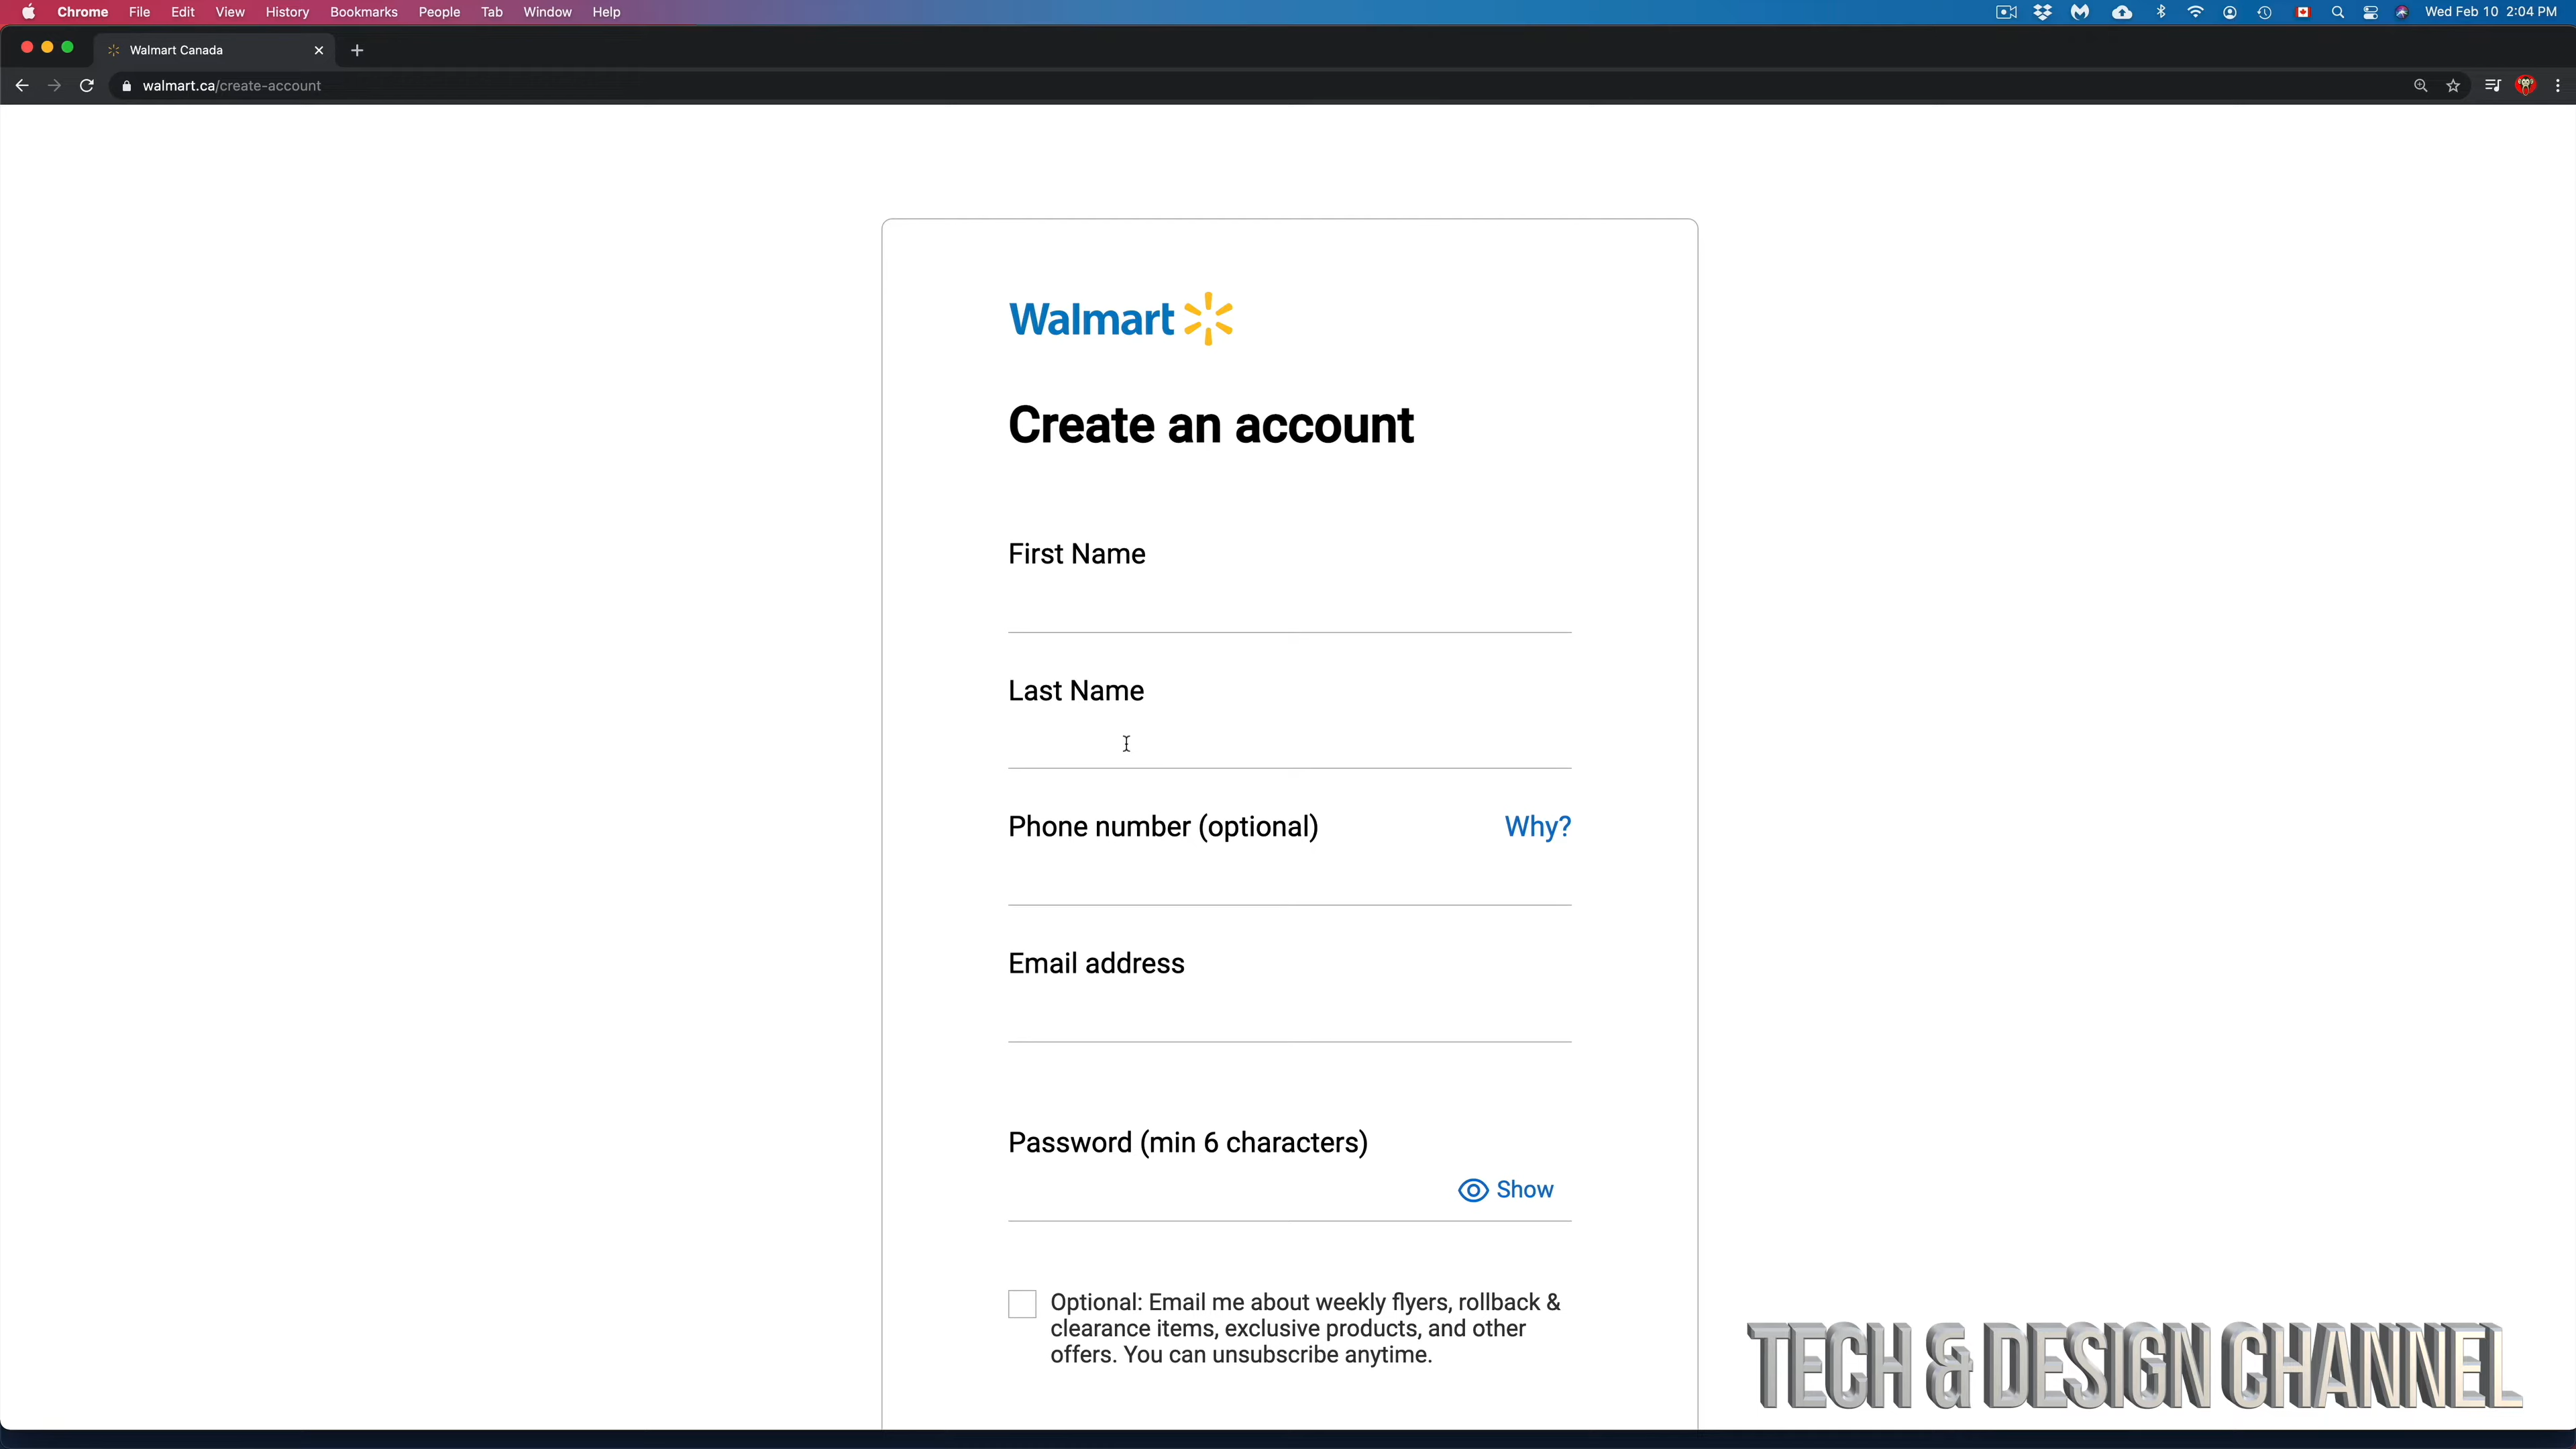 Chrome File Edit View History Bookmarks People Tab Window Help Wed Feb 10 2:04 PM
Walmart Canada
walmart.ca/create-account
Walmart
Create an account
First Name
Last Name
Phone number (optional) Why?
Email address
Password (min 6 characters)
Show
Optional: Email me about weekly flyers, rollback &
clearance items, exclusive products, and other
offers. You can unsubscribe anytime.
TECH & DESIGN CHANNEL